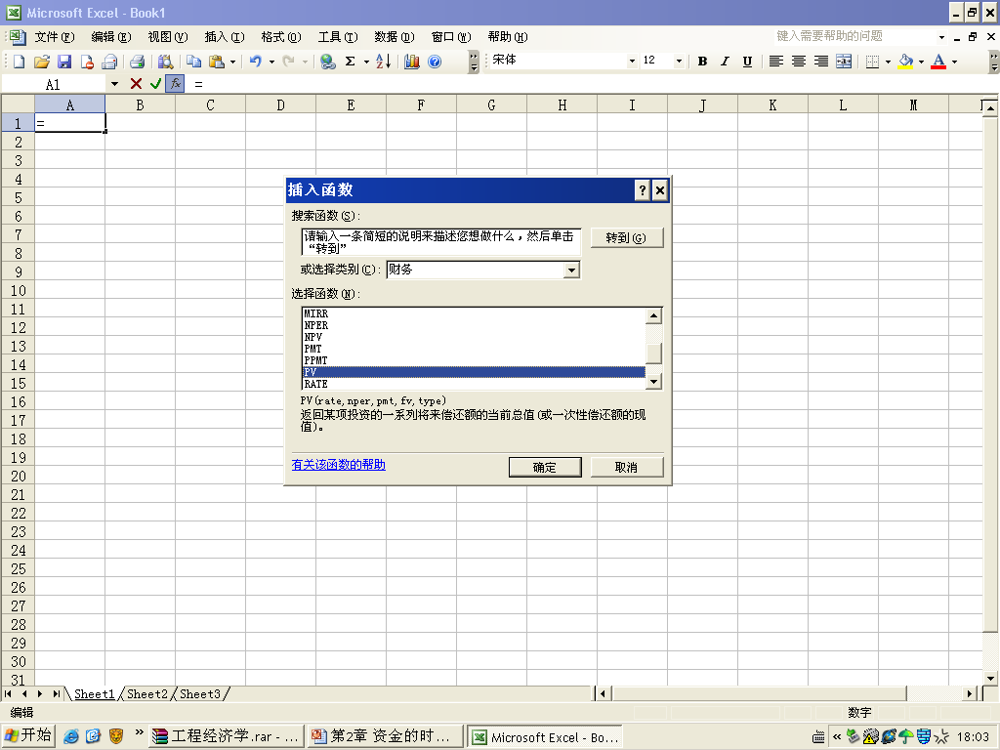 Microsoft Excel - Book1
文件(F) 编辑(E) 视图(V) 插入(I) 格式(O) 工具(T) 数据(D) 窗口(W) 帮助(H) 键入需要帮助的问题
宋体 12 B I U A
A1 fx =
A B C D E F G H I J K L M
1 =
2
3
4
5
6
7
8
9
10
11
12
13
14
15
16
17
18
19
20
21
22
23
24
25
26
27
28
29
30
31
插入函数
搜索函数(S):
请输入一条简短的说明来描述您想做什么，然后单击
“转到”
转到(G)
或选择类别(C): 财务
选择函数(N):
MIRR
NPER
NPV
PMT
PPMT
PV
RATE
PV(rate,nper,pmt,fv,type)
返回某项投资的一系列将来偿还额的当前总值(或一次性偿还额的现
值)。
有关该函数的帮助 确定 取消
Sheet1 Sheet2 Sheet3
编辑 数字
开始 工程经济学.rar - ... 第2章 资金的时... Microsoft Excel - Bo... 18:03